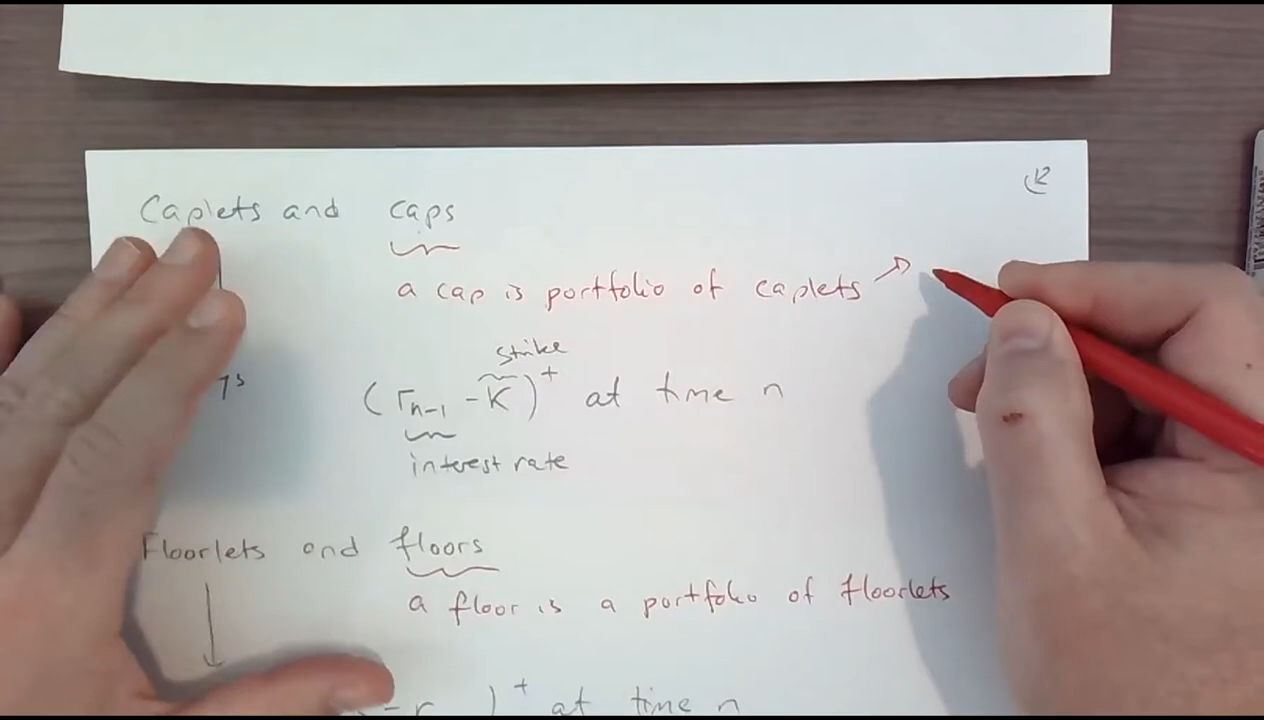 12
Caplets and caps
a cap is portfolio of caplets
strike
(r_{n-1} - K)^+ at time n
interest rate
Floorlets and floors
a floor is a portfolio of floorlets
- r )^+ at time n